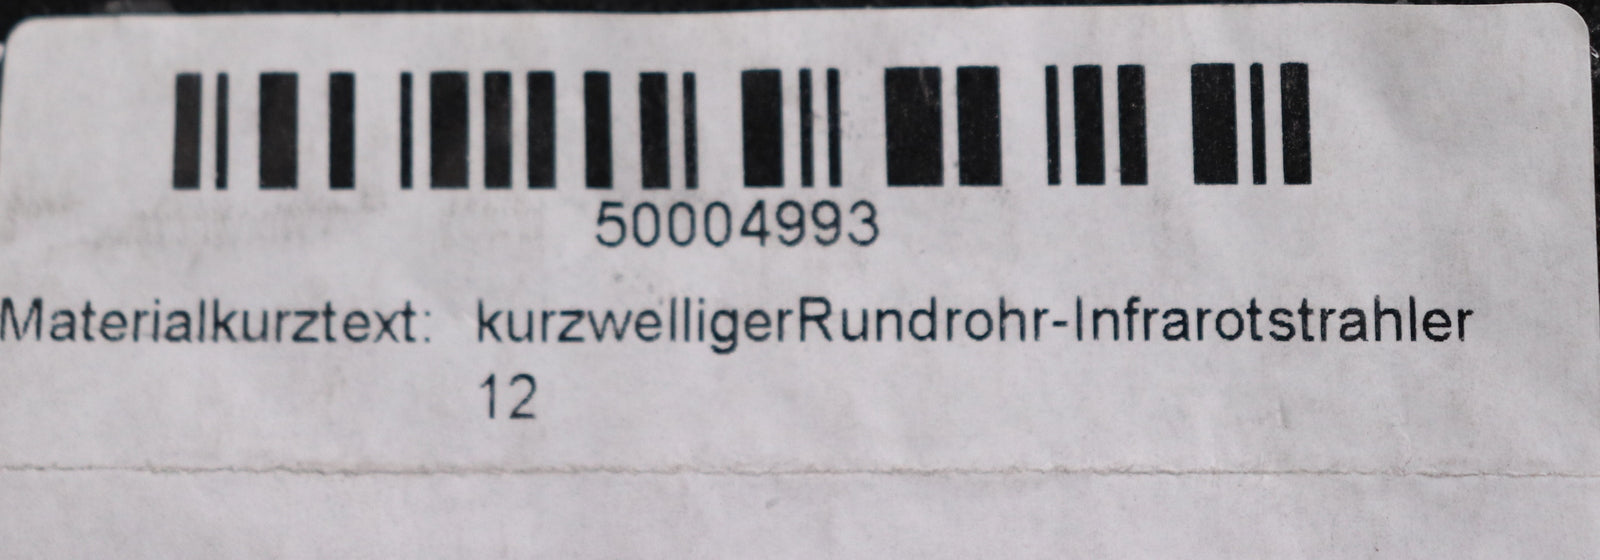 50004993
Materialkurztext: kurzwelligerRundrohr-Infrarotstrahler
12